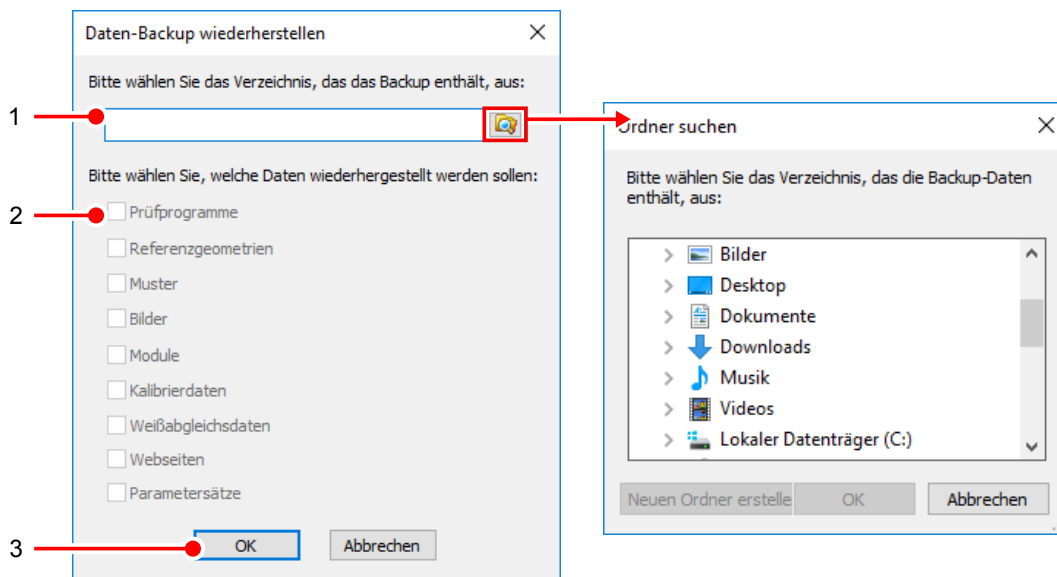 Daten-Backup wiederherstellen
Bitte wählen Sie das Verzeichnis, das das Backup enthält, aus:
1
Bitte wählen Sie, welche Daten wiederhergestellt werden sollen:
2
Prüfprogramme
Referenzgeometrien
Muster
Bilder
Module
Kalibrierdaten
Weißabgleichsdaten
Webseiten
Parametersätze
3
OK
Abbrechen
Ordner suchen
Bitte wählen Sie das Verzeichnis, das die Backup-Daten
enthält, aus:
Bilder
Desktop
Dokumente
Downloads
Musik
Videos
Lokaler Datenträger (C:)
Neuen Ordner erstelle
OK
Abbrechen